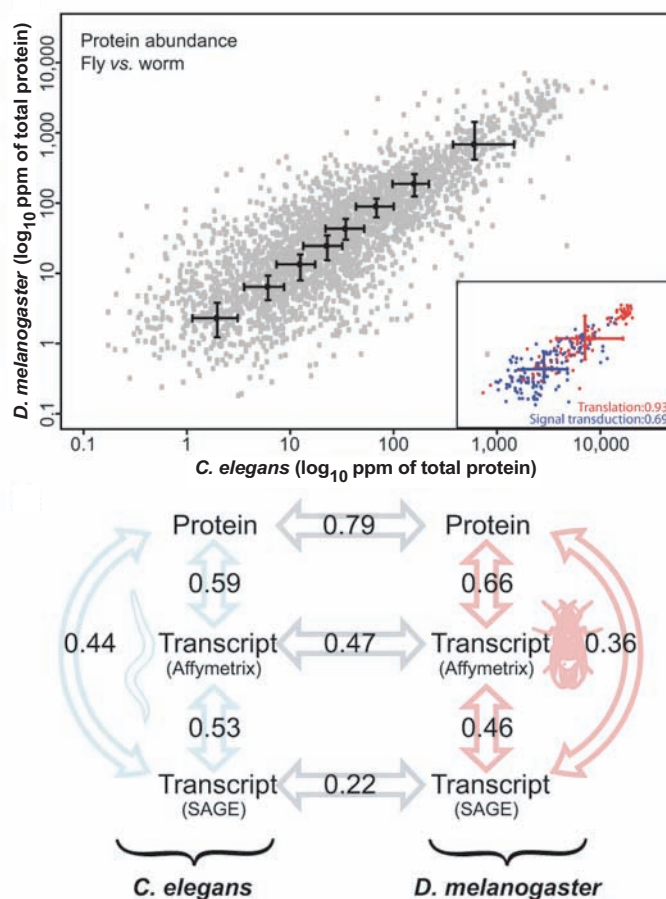 Protein abundance
Fly vs. worm
D. melanogaster (log10 ppm of total protein)
10,000
1,000
100
10
1
0.1
Translation:0.93
Signal transduction:0.69
0.1
1
10
100
1,000
10,000
C. elegans (log10 ppm of total protein)
Protein
0.79
Protein
0.59
0.66
0.44
Transcript
(Affymetrix)
0.47
Transcript
(Affymetrix)
0.36
0.53
0.46
Transcript
(SAGE)
0.22
Transcript
(SAGE)
C. elegans
D. melanogaster